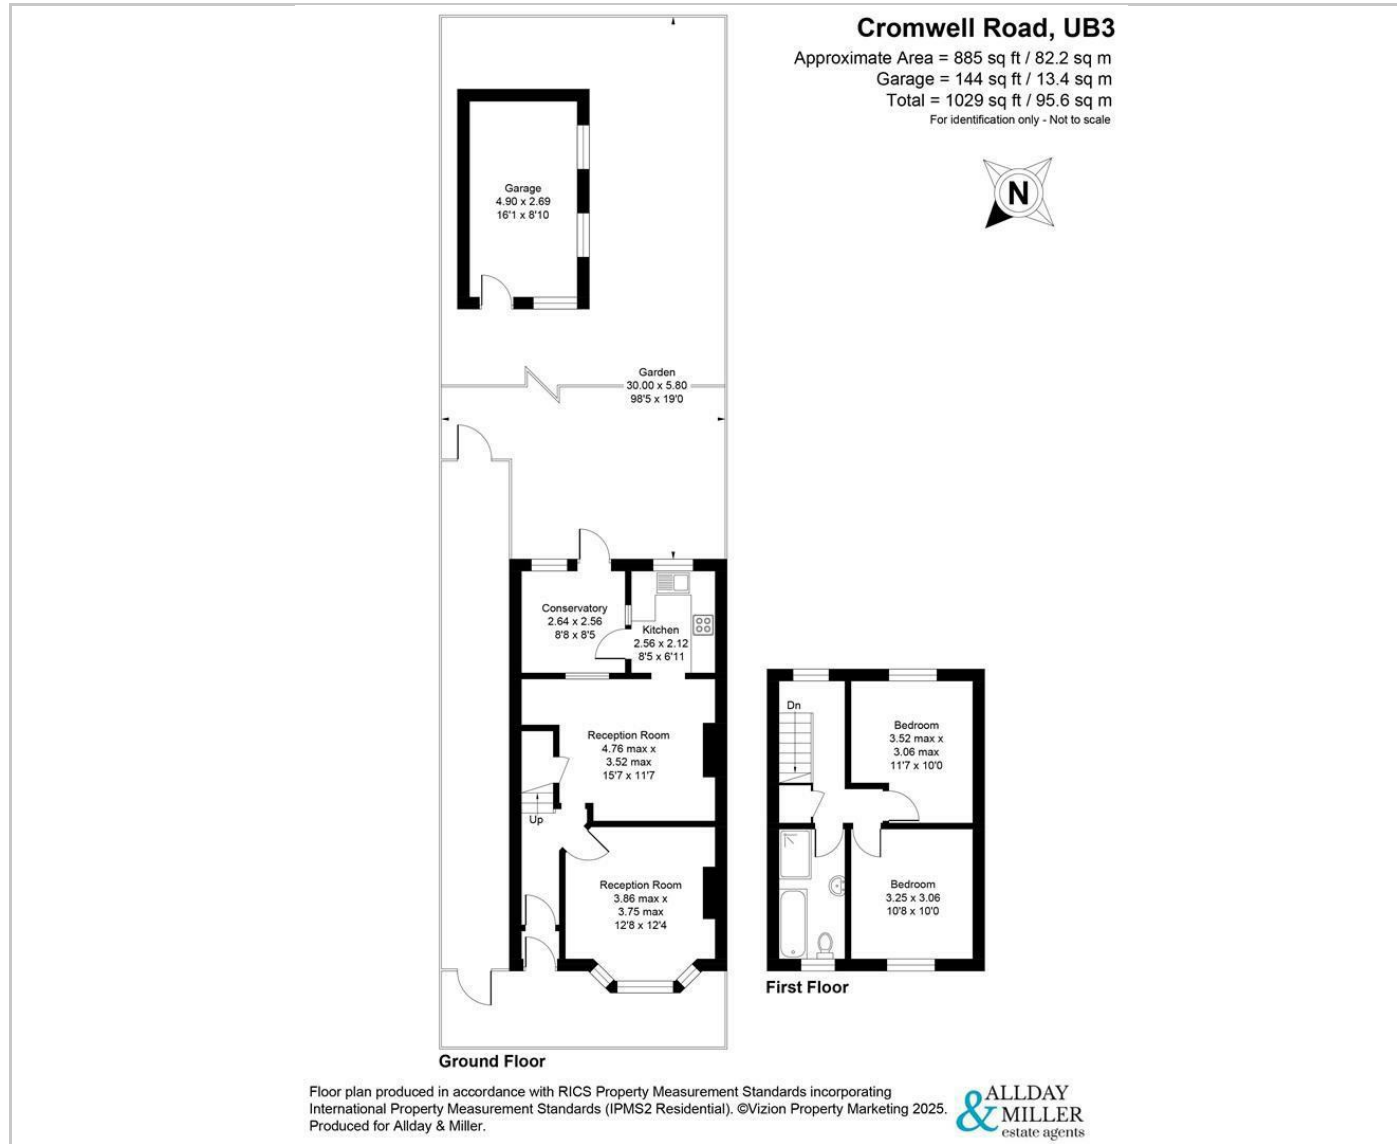 Cromwell Road, UB3
Approximate Area = 885 sq ft / 82.2 sq m
Garage = 144 sq ft / 13.4 sq m
Total = 1029 sq ft / 95.6 sq m
For identification only - Not to scale
N
Garage
4.90 x 2.69
16'1 x 8'10
Garden
30.00 x 5.80
98'5 x 19'0
Conservatory
2.64 x 2.56
8'8 x 8'5
Kitchen
2.56 x 2.12
8'5 x 6'11
Reception Room
4.76 max x
3.52 max
15'7 x 11'7
Up
Reception Room
3.86 max x
3.75 max
12'8 x 12'4
Ground Floor
Dn
Bedroom
3.52 max x
3.06 max
11'7 x 10'0
Bedroom
3.25 x 3.06
10'8 x 10'0
First Floor
Floor plan produced in accordance with RICS Property Measurement Standards incorporating
International Property Measurement Standards (IPMS2 Residential). ©Vizion Property Marketing 2025.
Produced for Allday & Miller.
ALLDAY
& MILLER
estate agents